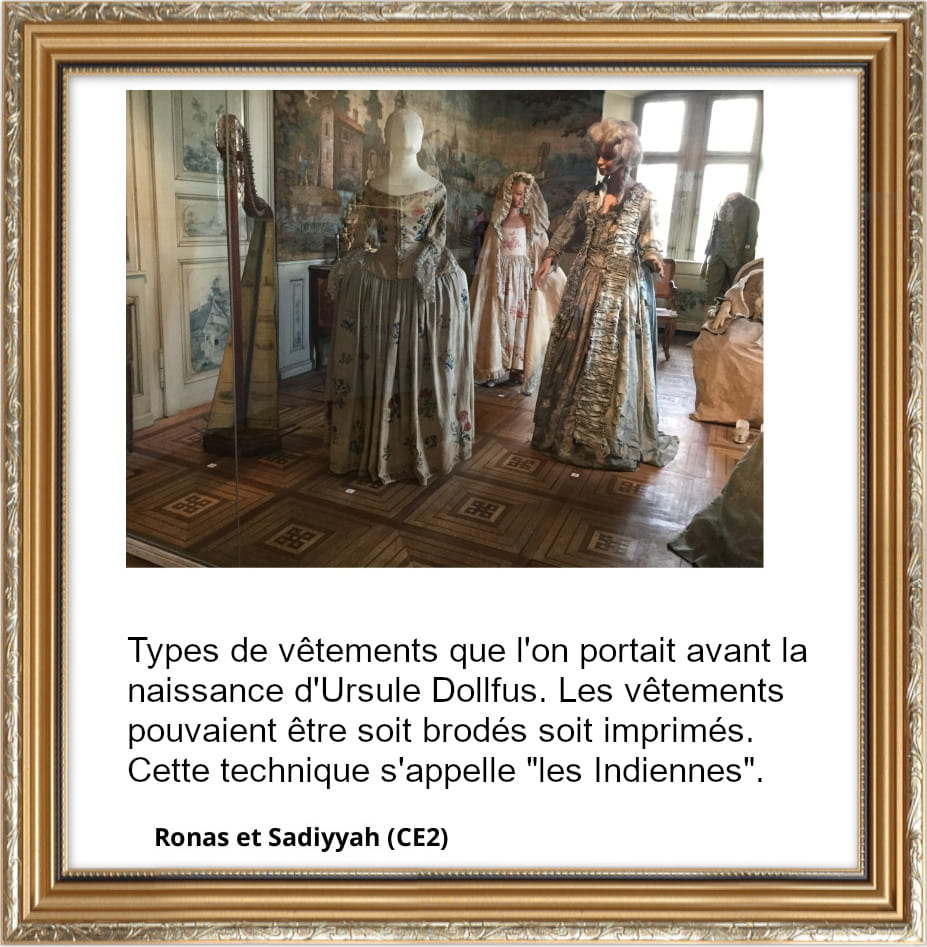 Types de vêtements que l'on portait avant la
naissance d'Ursule Dollfus. Les vêtements
pouvaient être soit brodés soit imprimés.
Cette technique s'appelle "les Indiennes".
Ronas et Sadiyyah (CE2)